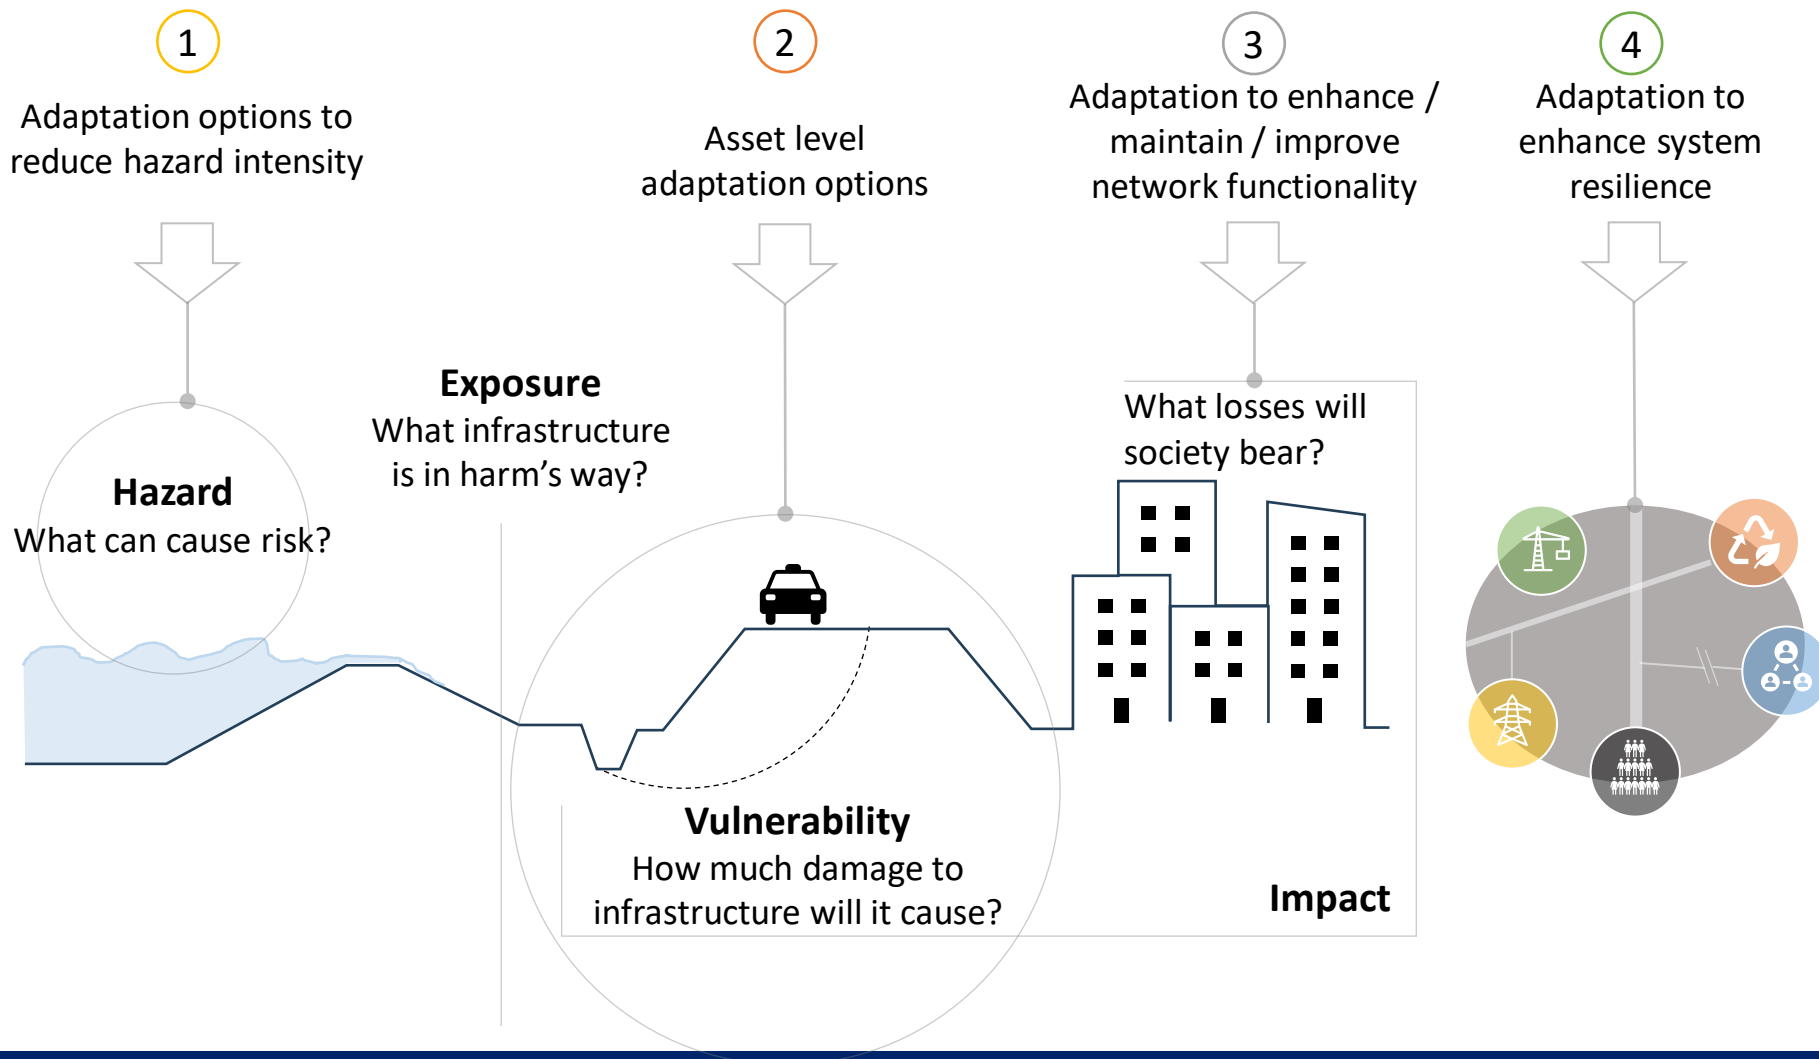 1
Adaptation options to
reduce hazard intensity
2
Asset level
adaptation options
3
Adaptation to enhance /
maintain / improve
network functionality
4
Adaptation to
enhance system
resilience
Hazard
What can cause risk?
Exposure
What infrastructure
is in harm’s way?
Vulnerability
How much damage to
infrastructure will it cause?
What losses will
society bear?
Impact